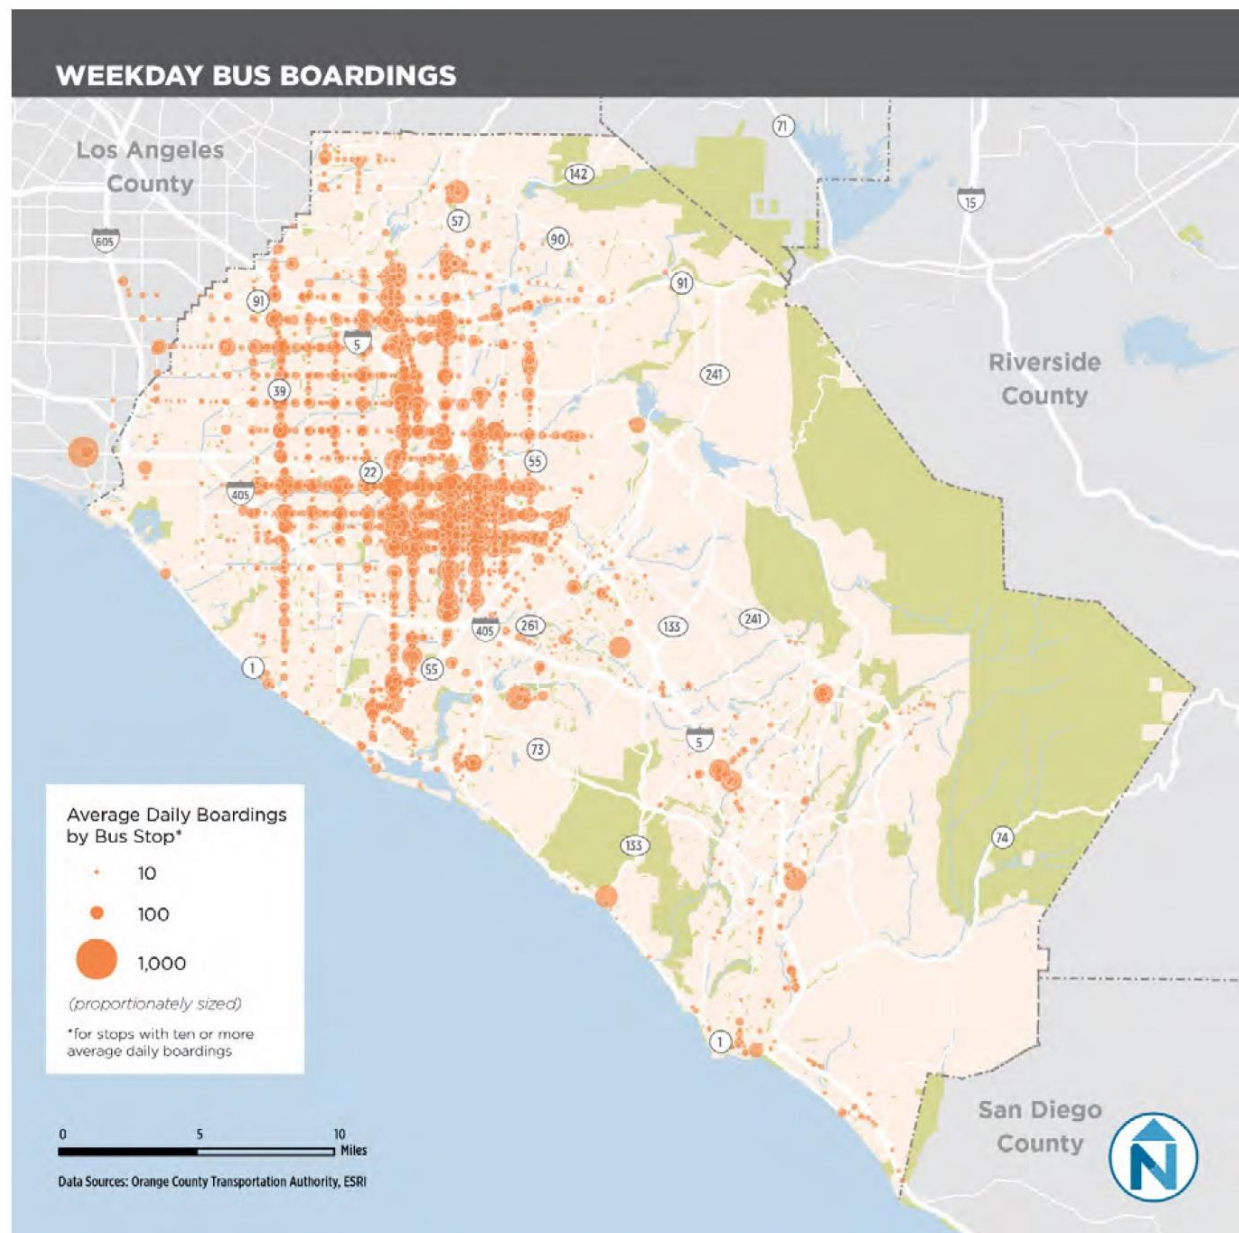 WEEKDAY BUS BOARDINGS
Los Angeles
County
71
142
15
605
57
90
91
91
5
Riverside
County
241
39
22
55
405
261
405
133
241
1
55
5
73
133
74
1
Average Daily Boardings
by Bus Stop*
10
100
1,000
(proportionately sized)
*for stops with ten or more
average daily boardings
San Diego
County
N
0 5 10
Miles
Data Sources: Orange County Transportation Authority, ESRI